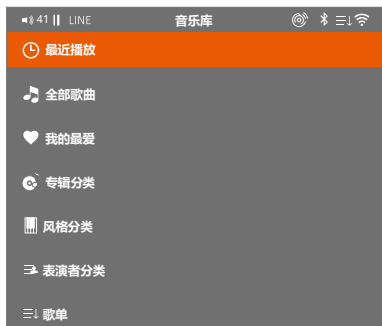 41 LINE 音乐库
最近播放
全部歌曲
我的最爱
专辑分类
风格分类
表演者分类
歌单